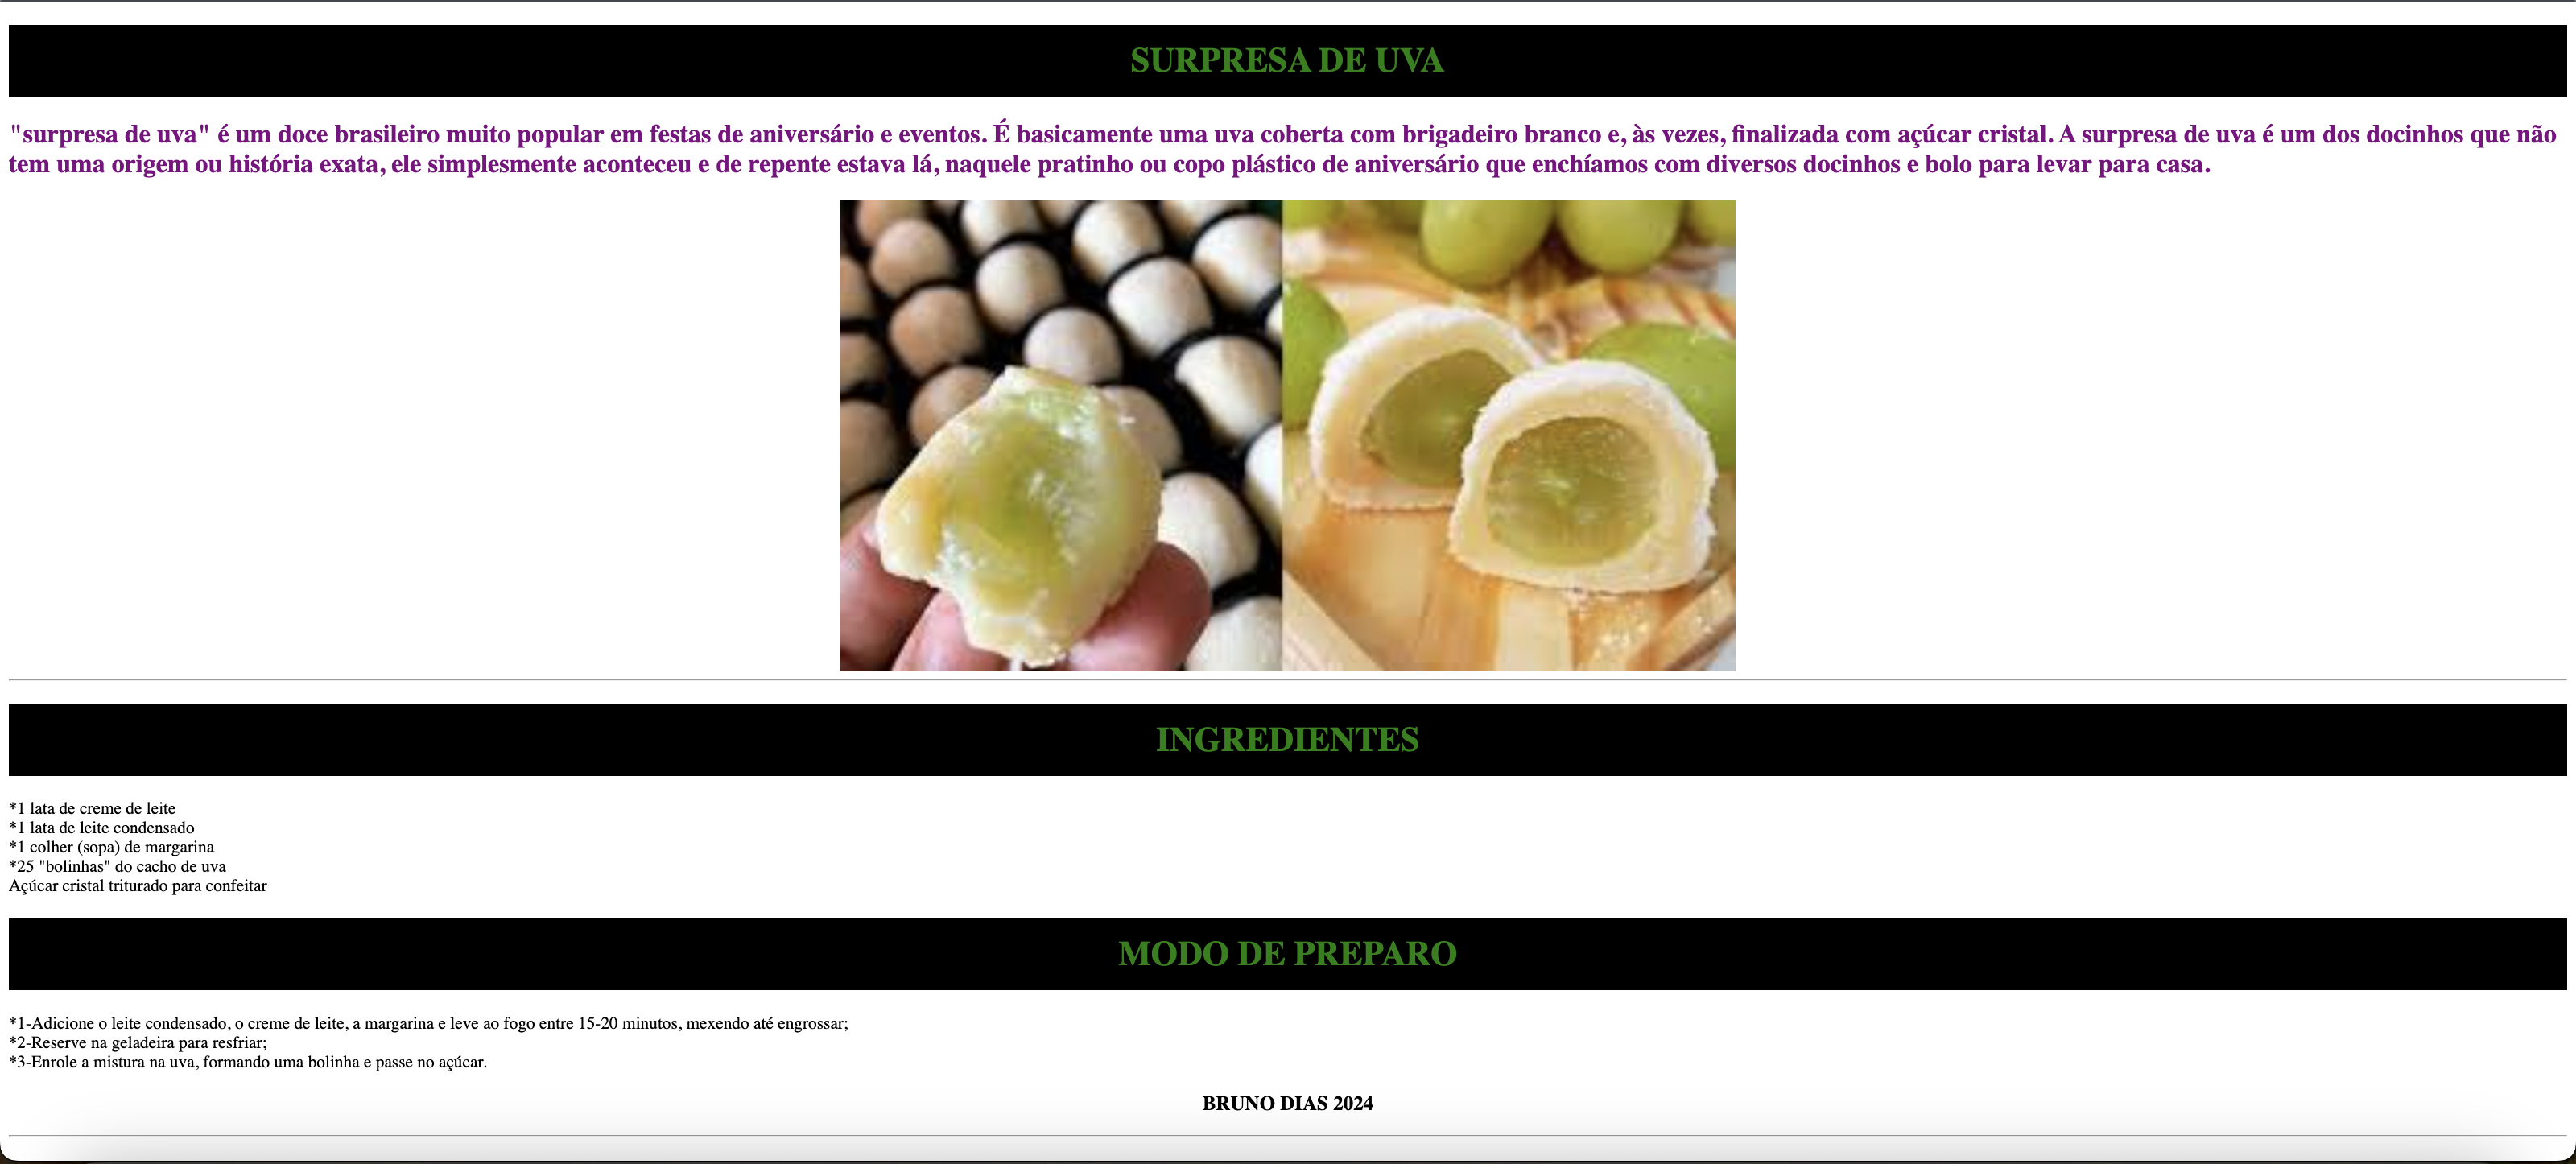 SURPRESA DE UVA
"surpresa de uva" é um doce brasileiro muito popular em festas de aniversário e eventos. É basicamente uma uva coberta com brigadeiro branco e, às vezes, finalizada com açúcar cristal. A surpresa de uva é um dos docinhos que não
tem uma origem ou história exata, ele simplesmente aconteceu e de repente estava lá, naquele pratinho ou copo plástico de aniversário que enchíamos com diversos docinhos e bolo para levar para casa.
INGREDIENTES
*1 lata de creme de leite
*1 lata de leite condensado
*1 colher (sopa) de margarina
*25 "bolinhas" do cacho de uva
Açúcar cristal triturado para confeitar
MODO DE PREPARO
*1-Adicione o leite condensado, o creme de leite, a margarina e leve ao fogo entre 15-20 minutos, mexendo até engrossar;
*2-Reserve na geladeira para resfriar;
*3-Enrole a mistura na uva, formando uma bolinha e passe no açúcar.
BRUNO DIAS 2024